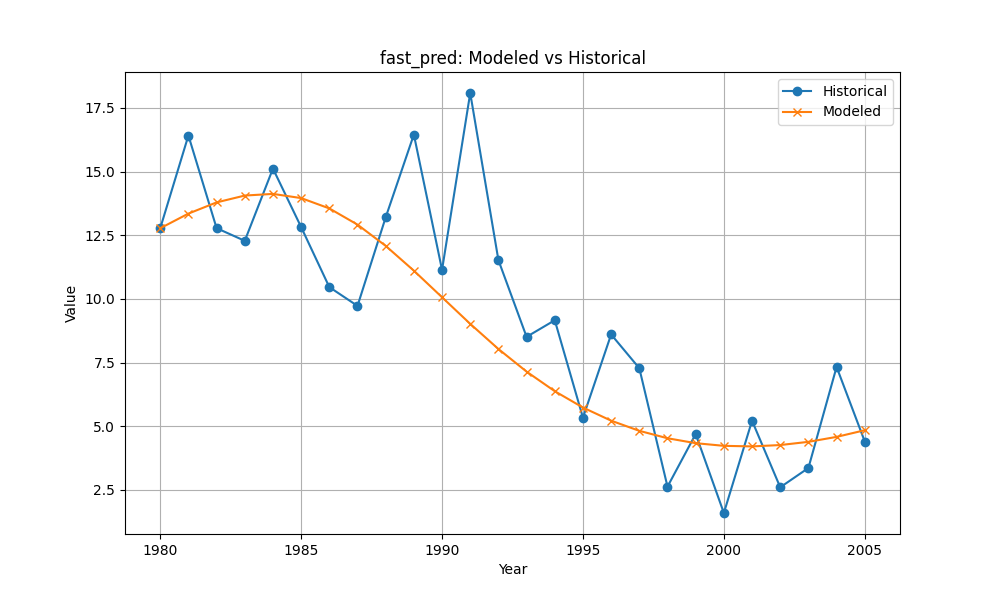 fast_pred: Modeled vs Historical
Historical
Modeled
Value
17.5
15.0
12.5
10.0
7.5
5.0
2.5
1980
1985
1990
1995
2000
2005
Year